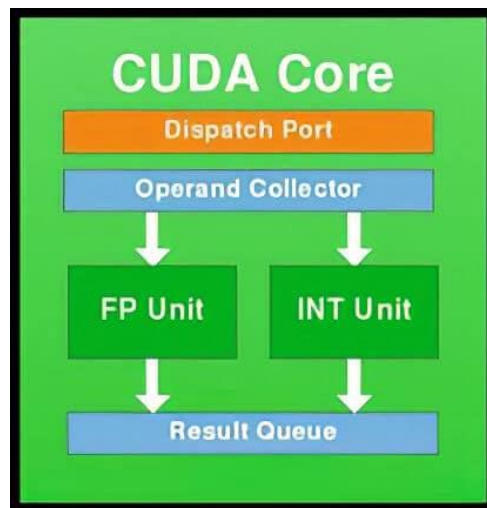 CUDA Core
Dispatch Port
Operand Collector
FP Unit
INT Unit
Result Queue